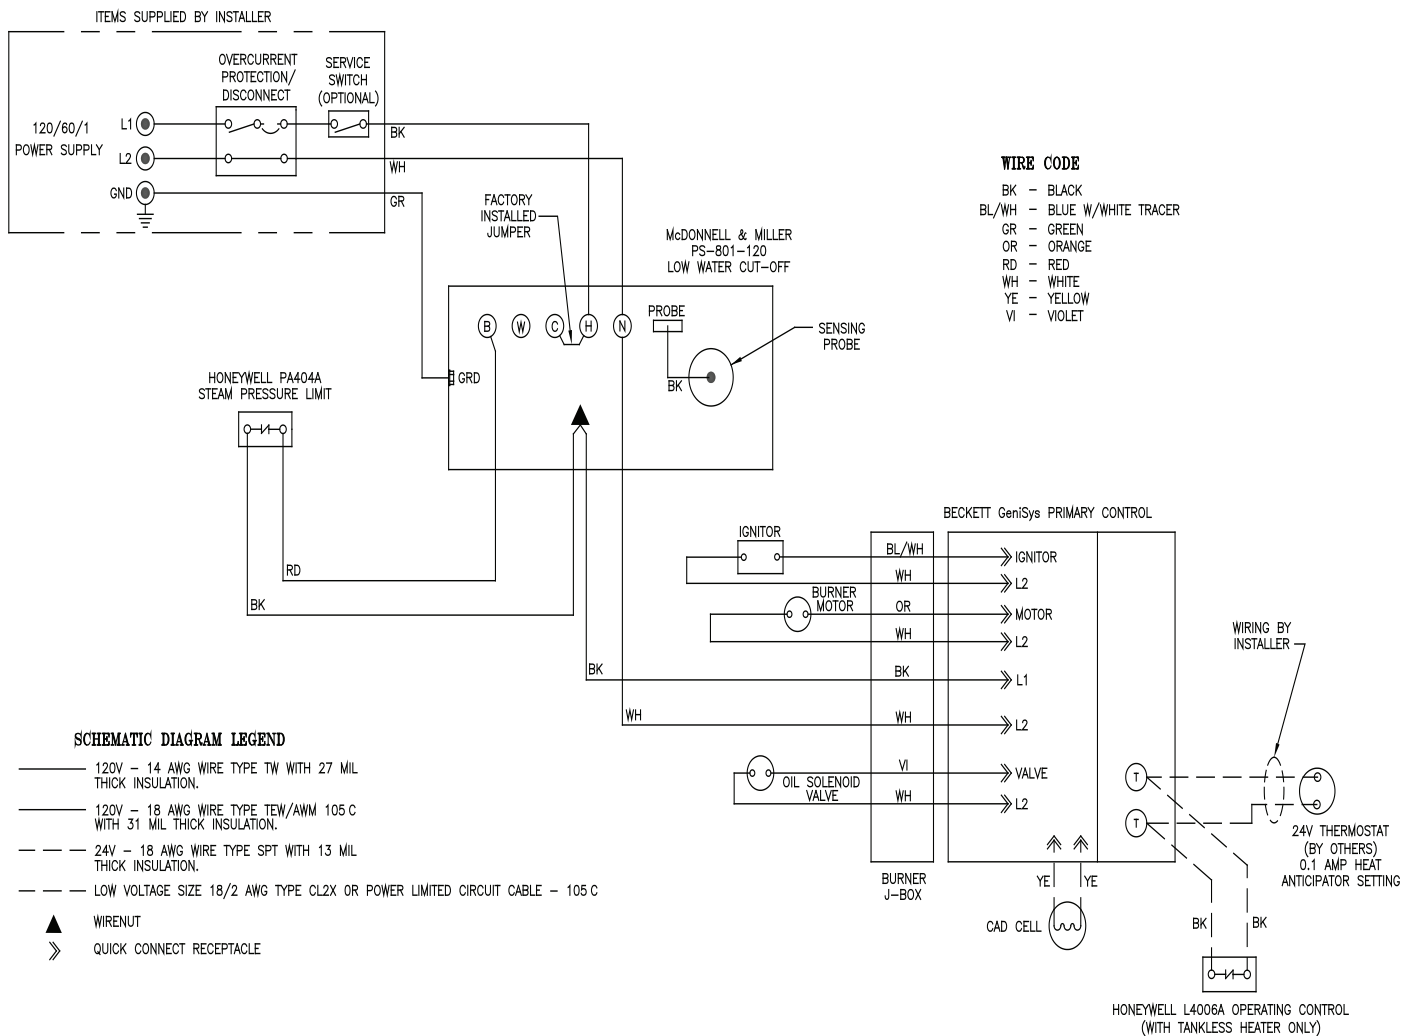 ITEMS SUPPLIED BY INSTALLER
OVERCURRENT
PROTECTION/
DISCONNECT
SERVICE
SWITCH
(OPTIONAL)
120/60/1
POWER SUPPLY
L1
L2
GND
BK
WH
GR
FACTORY
INSTALLED
JUMPER
McDONNELL & MILLER
PS-801-120
LOW WATER CUT-OFF
WIRE CODE
BK - BLACK
BL/WH - BLUE W/WHITE TRACER
GR - GREEN
OR - ORANGE
RD - RED
WH - WHITE
YE - YELLOW
VI - VIOLET
B W C H N
PROBE
SENSING
PROBE
BK
GRD
HONEYWELL PA404A
STEAM PRESSURE LIMIT
RD
BK
BECKETT GeniSys PRIMARY CONTROL
IGNITOR
BL/WH
IGNITOR
WH
L2
BURNER
MOTOR
OR
MOTOR
WH
L2
BK
BK
L1
WH
WH
L2
VI
VALVE
OIL SOLENOID
VALVE
WH
L2
T
T
WIRING BY
INSTALLER
24V THERMOSTAT
(BY OTHERS)
0.1 AMP HEAT
ANTICIPATOR SETTING
BURNER
J-BOX
YE
YE
CAD CELL
BK
BK
HONEYWELL L4006A OPERATING CONTROL
(WITH TANKLESS HEATER ONLY)
SCHEMATIC DIAGRAM LEGEND
120V - 14 AWG WIRE TYPE TW WITH 27 MIL
THICK INSULATION.
120V - 18 AWG WIRE TYPE TEW/AWM 105 C
WITH 31 MIL THICK INSULATION.
24V - 18 AWG WIRE TYPE SPT WITH 13 MIL
THICK INSULATION.
LOW VOLTAGE SIZE 18/2 AWG TYPE CL2X OR POWER LIMITED CIRCUIT CABLE - 105 C
WIRENUT
QUICK CONNECT RECEPTACLE